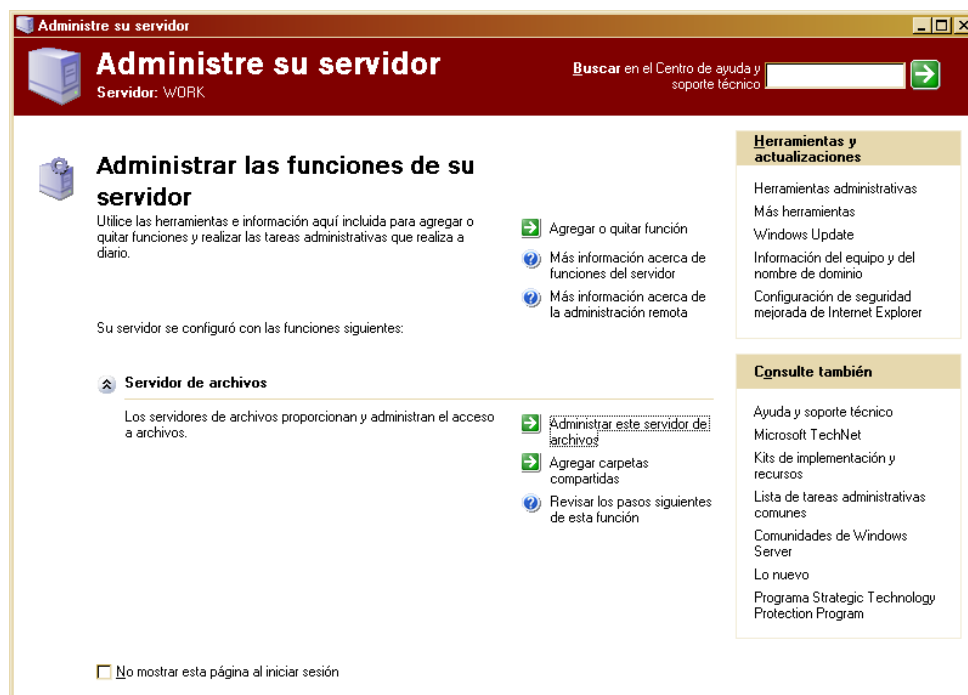 Administre su servidor
Administre su servidor
Servidor: WORK
Buscar en el Centro de ayuda y
soporte técnico
Administrar las funciones de su
servidor
Utilice las herramientas e información aquí incluida para agregar o
quitar funciones y realizar las tareas administrativas que realiza a
diario.
Agregar o quitar función
Más información acerca de
funciones del servidor
Más información acerca de
la administración remota
Su servidor se configuró con las funciones siguientes:
Servidor de archivos
Los servidores de archivos proporcionan y administran el acceso
a archivos.
Administrar este servidor de
archivos
Agregar carpetas
compartidas
Revisar los pasos siguientes
de esta función
Herramientas y
actualizaciones
Herramientas administrativas
Más herramientas
Windows Update
Información del equipo y del
nombre de dominio
Configuración de seguridad
mejorada de Internet Explorer
Consulte también
Ayuda y soporte técnico
Microsoft TechNet
Kits de implementación y
recursos
Lista de tareas administrativas
comunes
Comunidades de Windows
Server
Lo nuevo
Programa Strategic Technology
Protection Program
No mostrar esta página al iniciar sesión